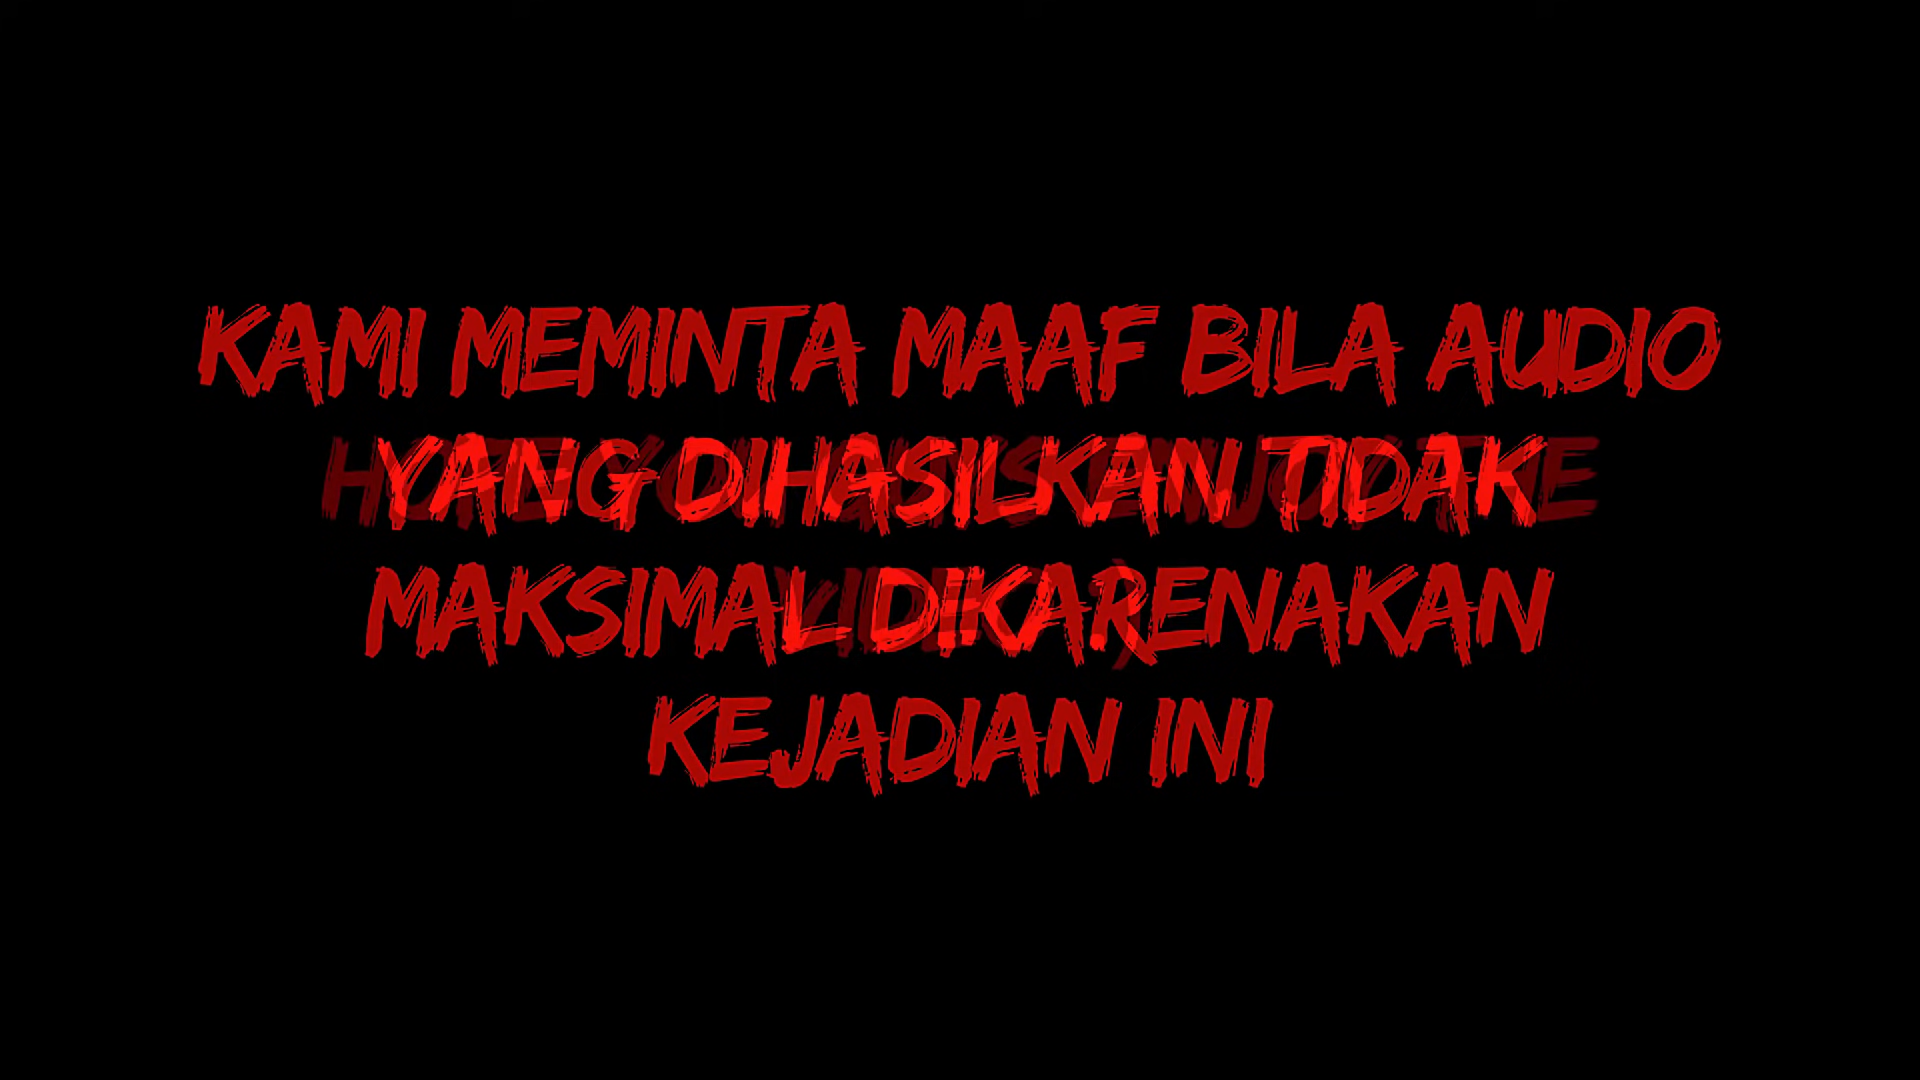 KAMI MEMINTA MAAF BILA AUDIO
YANG DIHASILKAN TIDAK
MAKSIMAL DIKARENAKAN
KEJADIAN INI